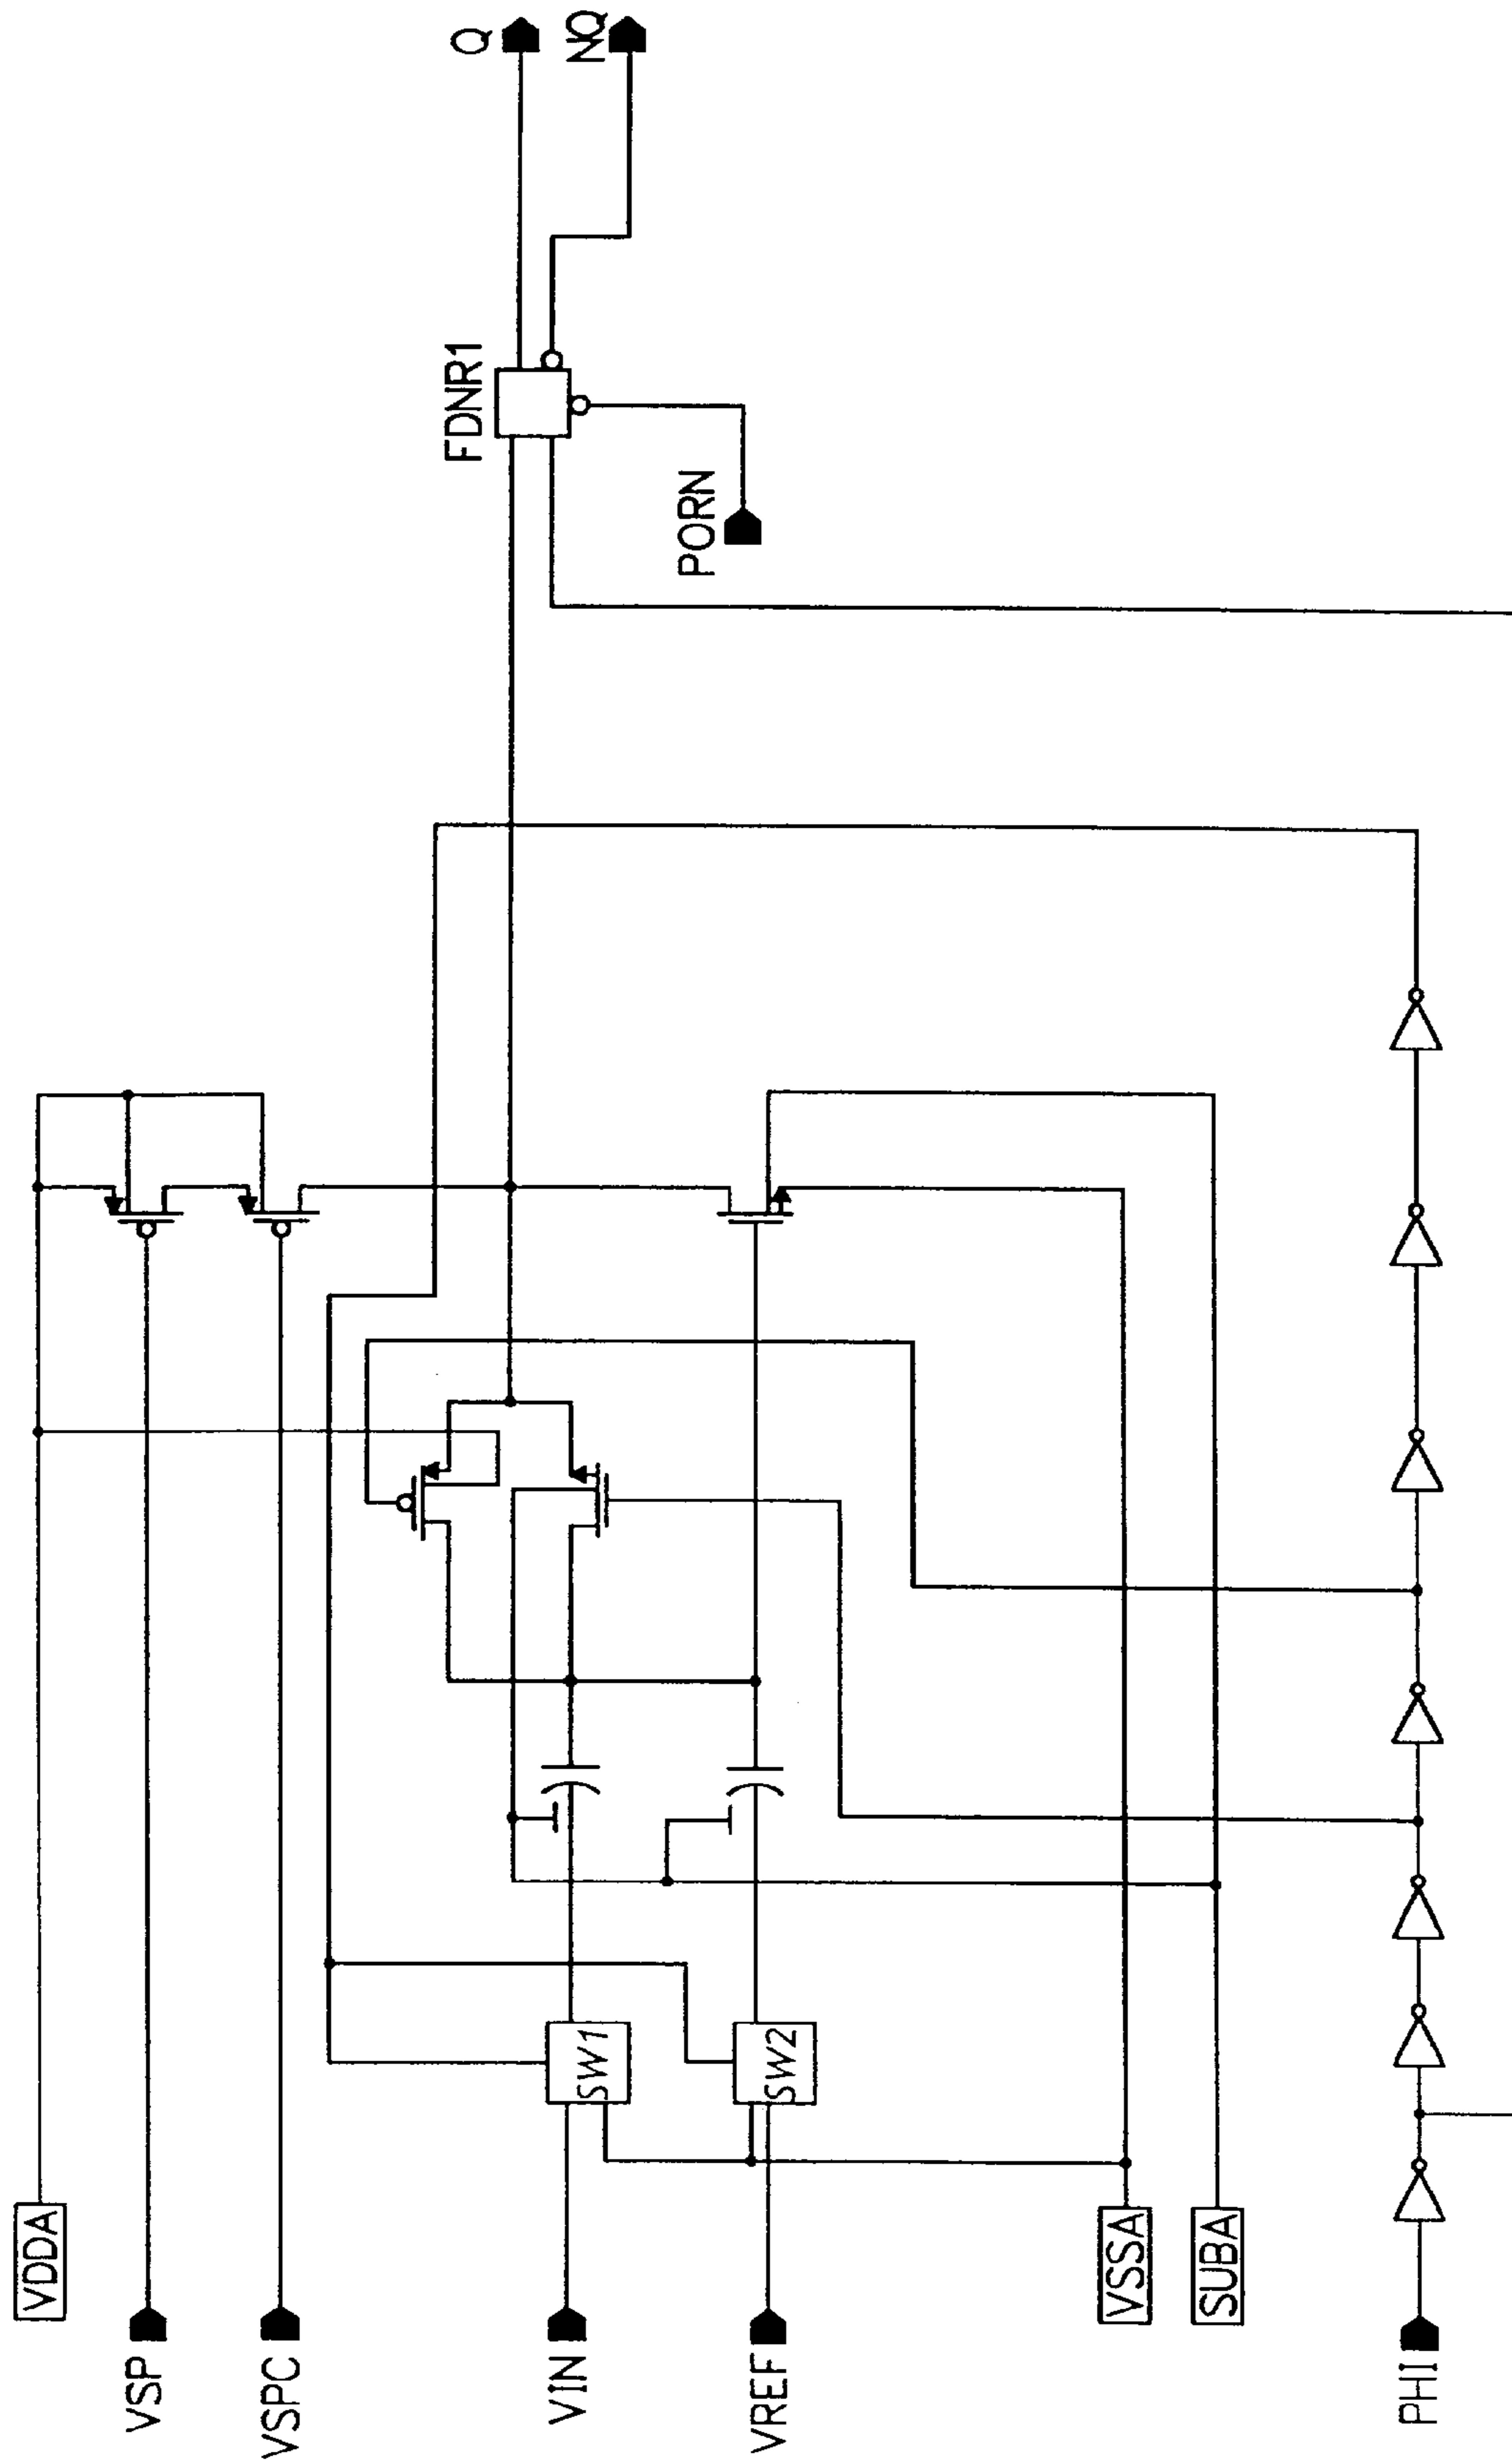 VDDA
VSP
VSPC
VIN
VREF
VSSA
SUBA
PHI
SW1
SW2
FDNR1
PORN
Q
NQ